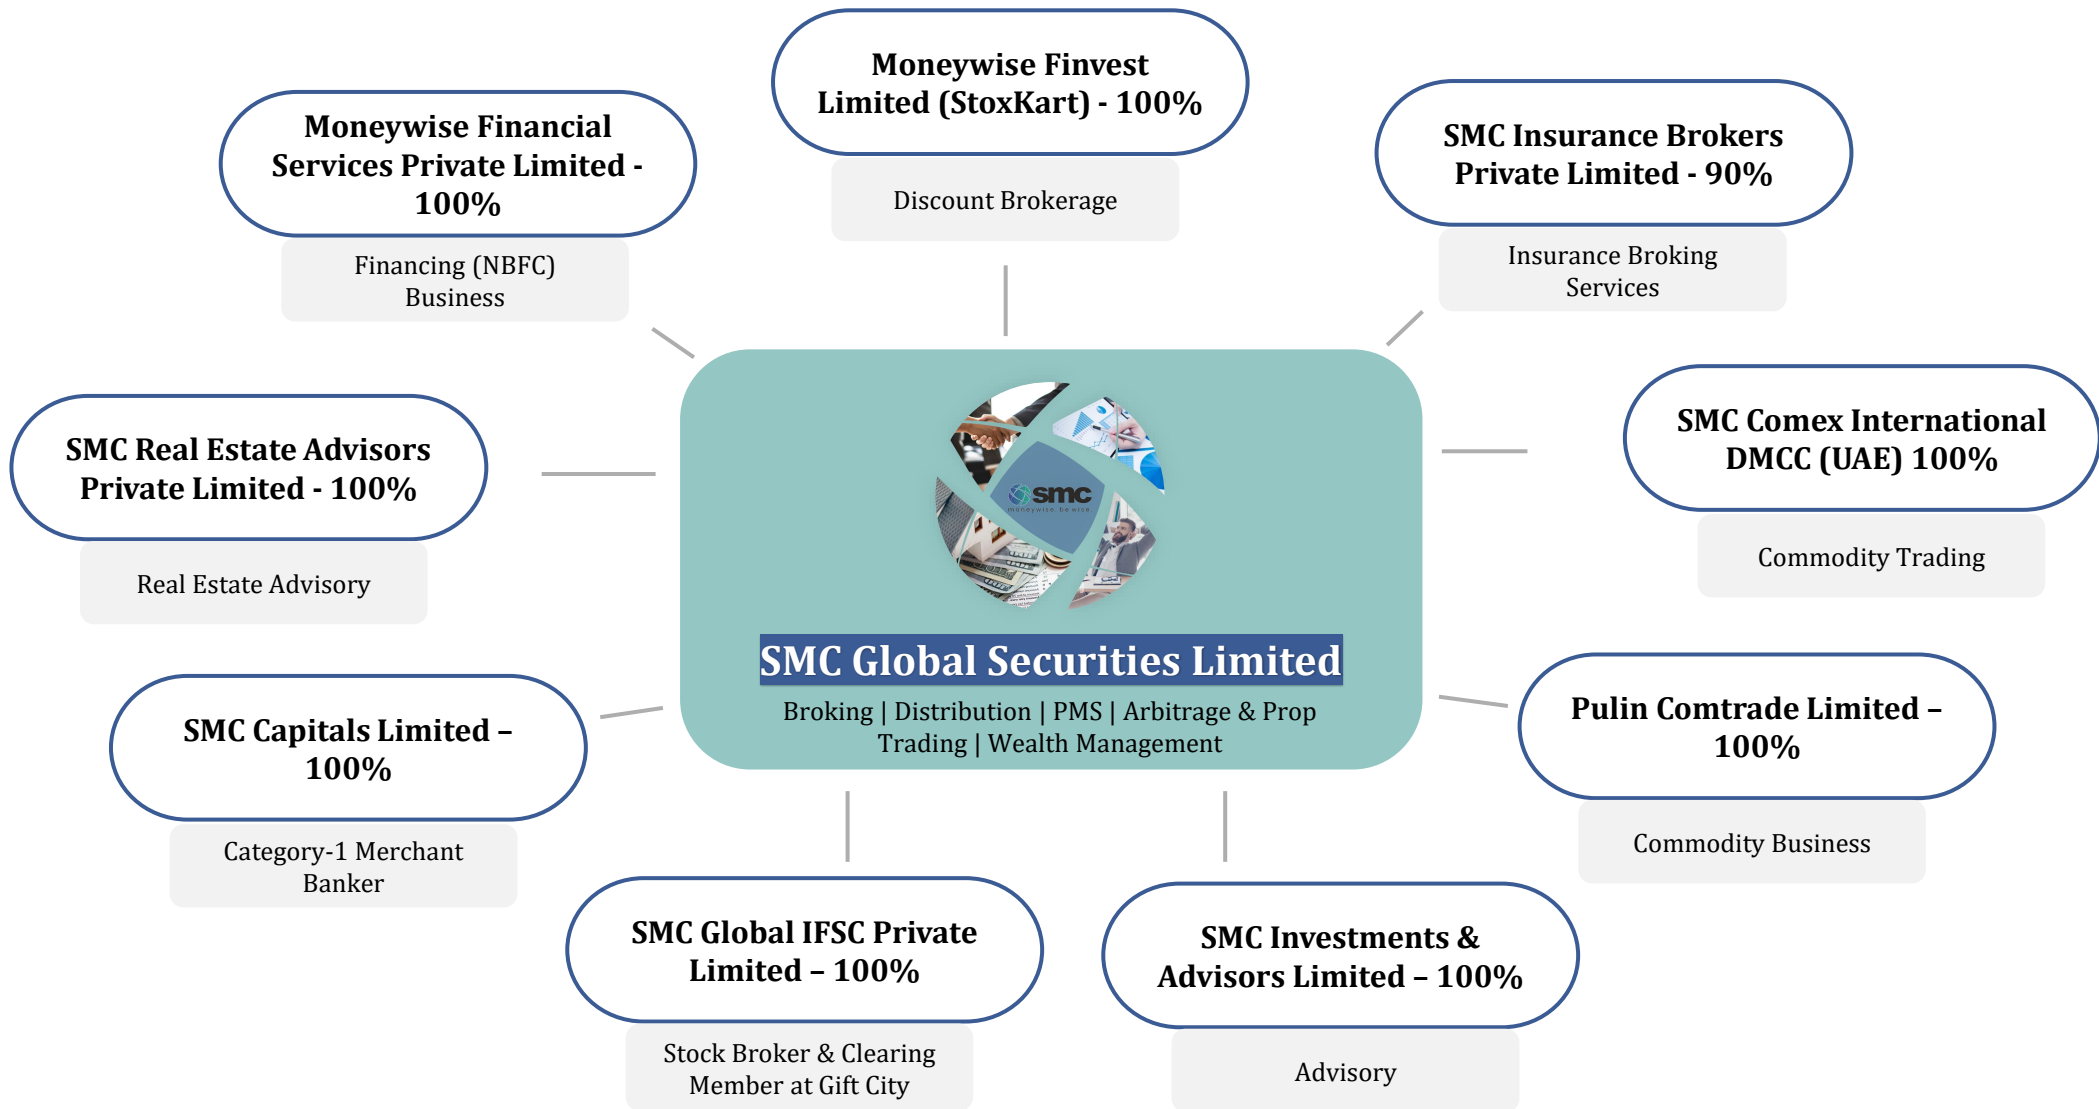 Moneywise Finvest
Limited (StoxKart) - 100%
Discount Brokerage
Moneywise Financial
Services Private Limited -
100%
Financing (NBFC)
Business
SMC Insurance Brokers
Private Limited - 90%
Insurance Broking
Services
SMC Real Estate Advisors
Private Limited - 100%
Real Estate Advisory
smc
moneywise. be wise.
SMC Global Securities Limited
Broking | Distribution | PMS | Arbitrage & Prop
Trading | Wealth Management
SMC Comex International
DMCC (UAE) 100%
Commodity Trading
SMC Capitals Limited –
100%
Category-1 Merchant
Banker
Pulin Comtrade Limited –
100%
Commodity Business
SMC Global IFSC Private
Limited – 100%
Stock Broker & Clearing
Member at Gift City
SMC Investments &
Advisors Limited – 100%
Advisory